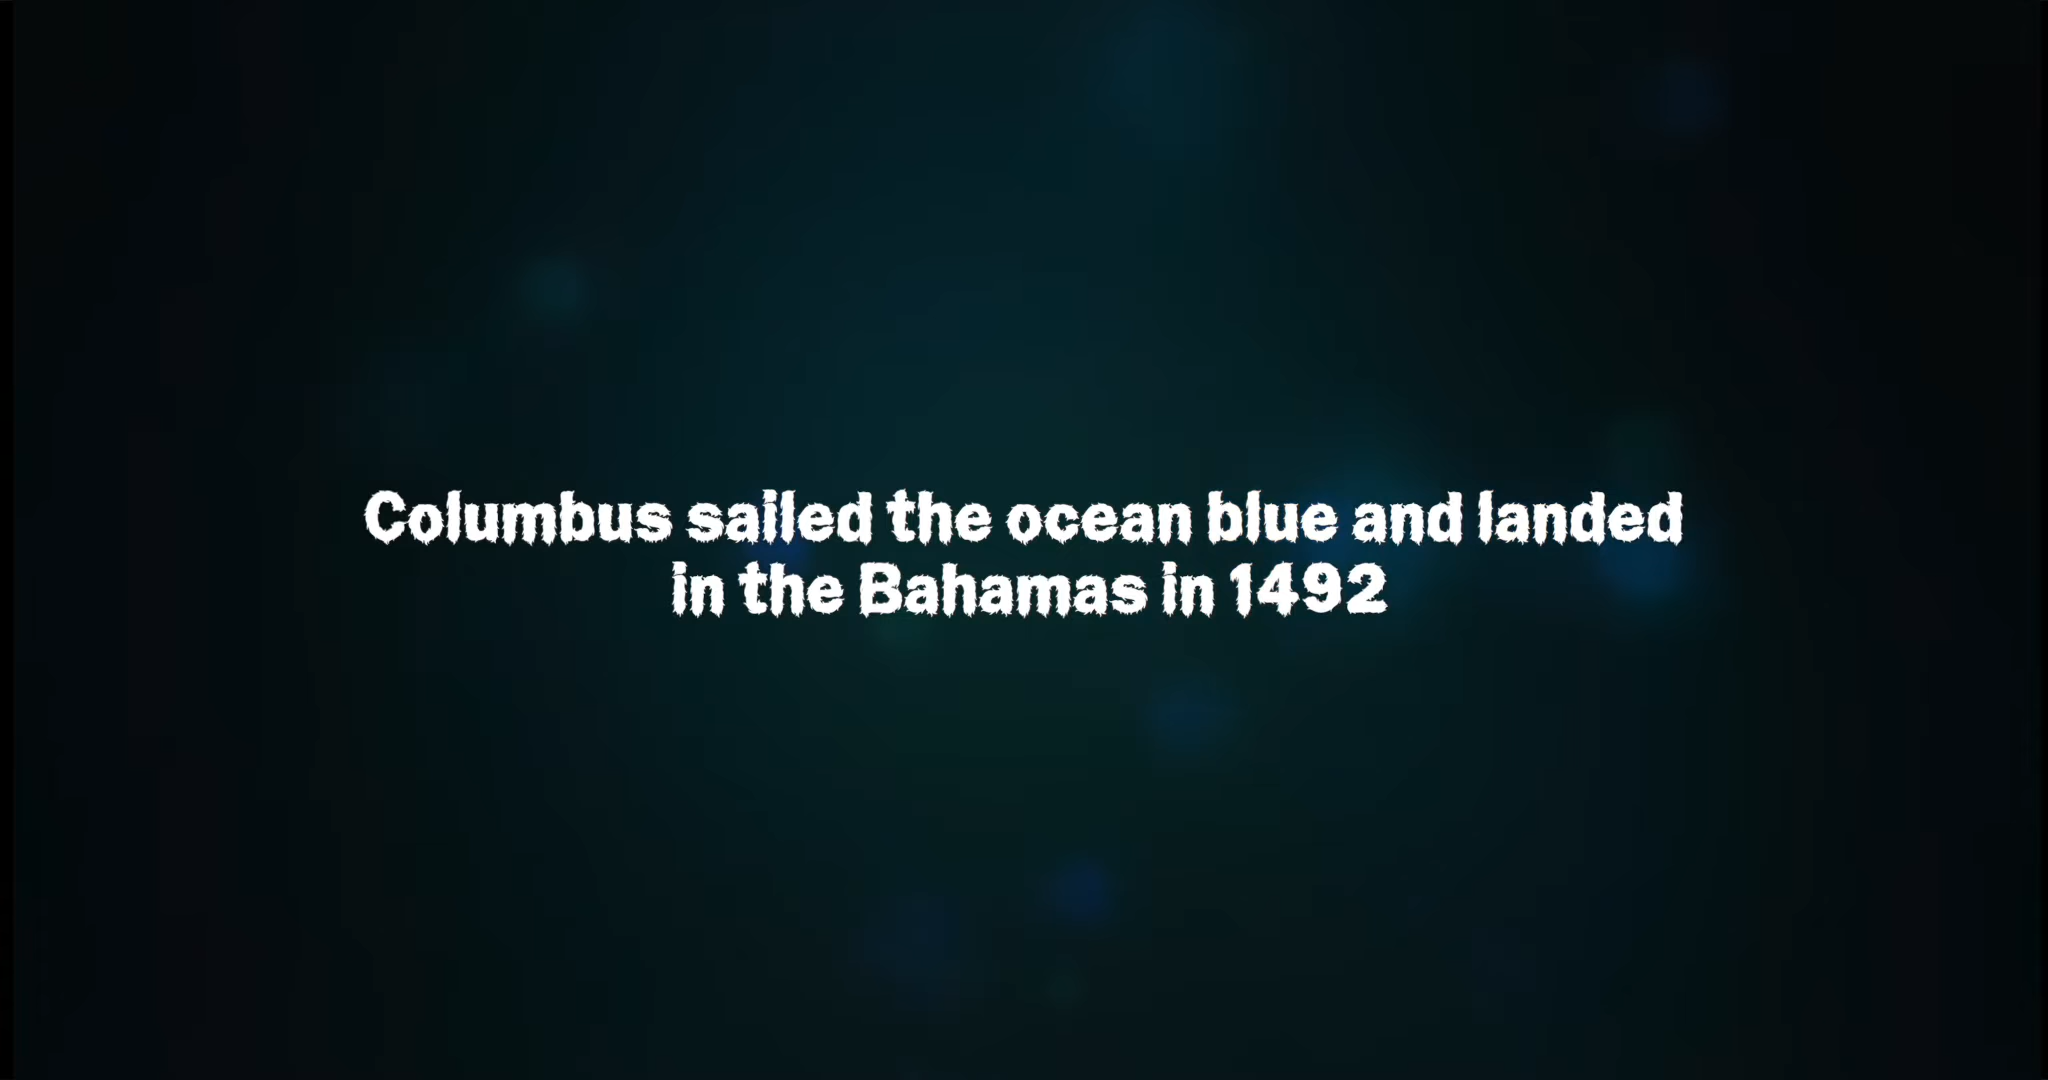 Columbus sailed the ocean blue and landed
in the Bahamas in 1492